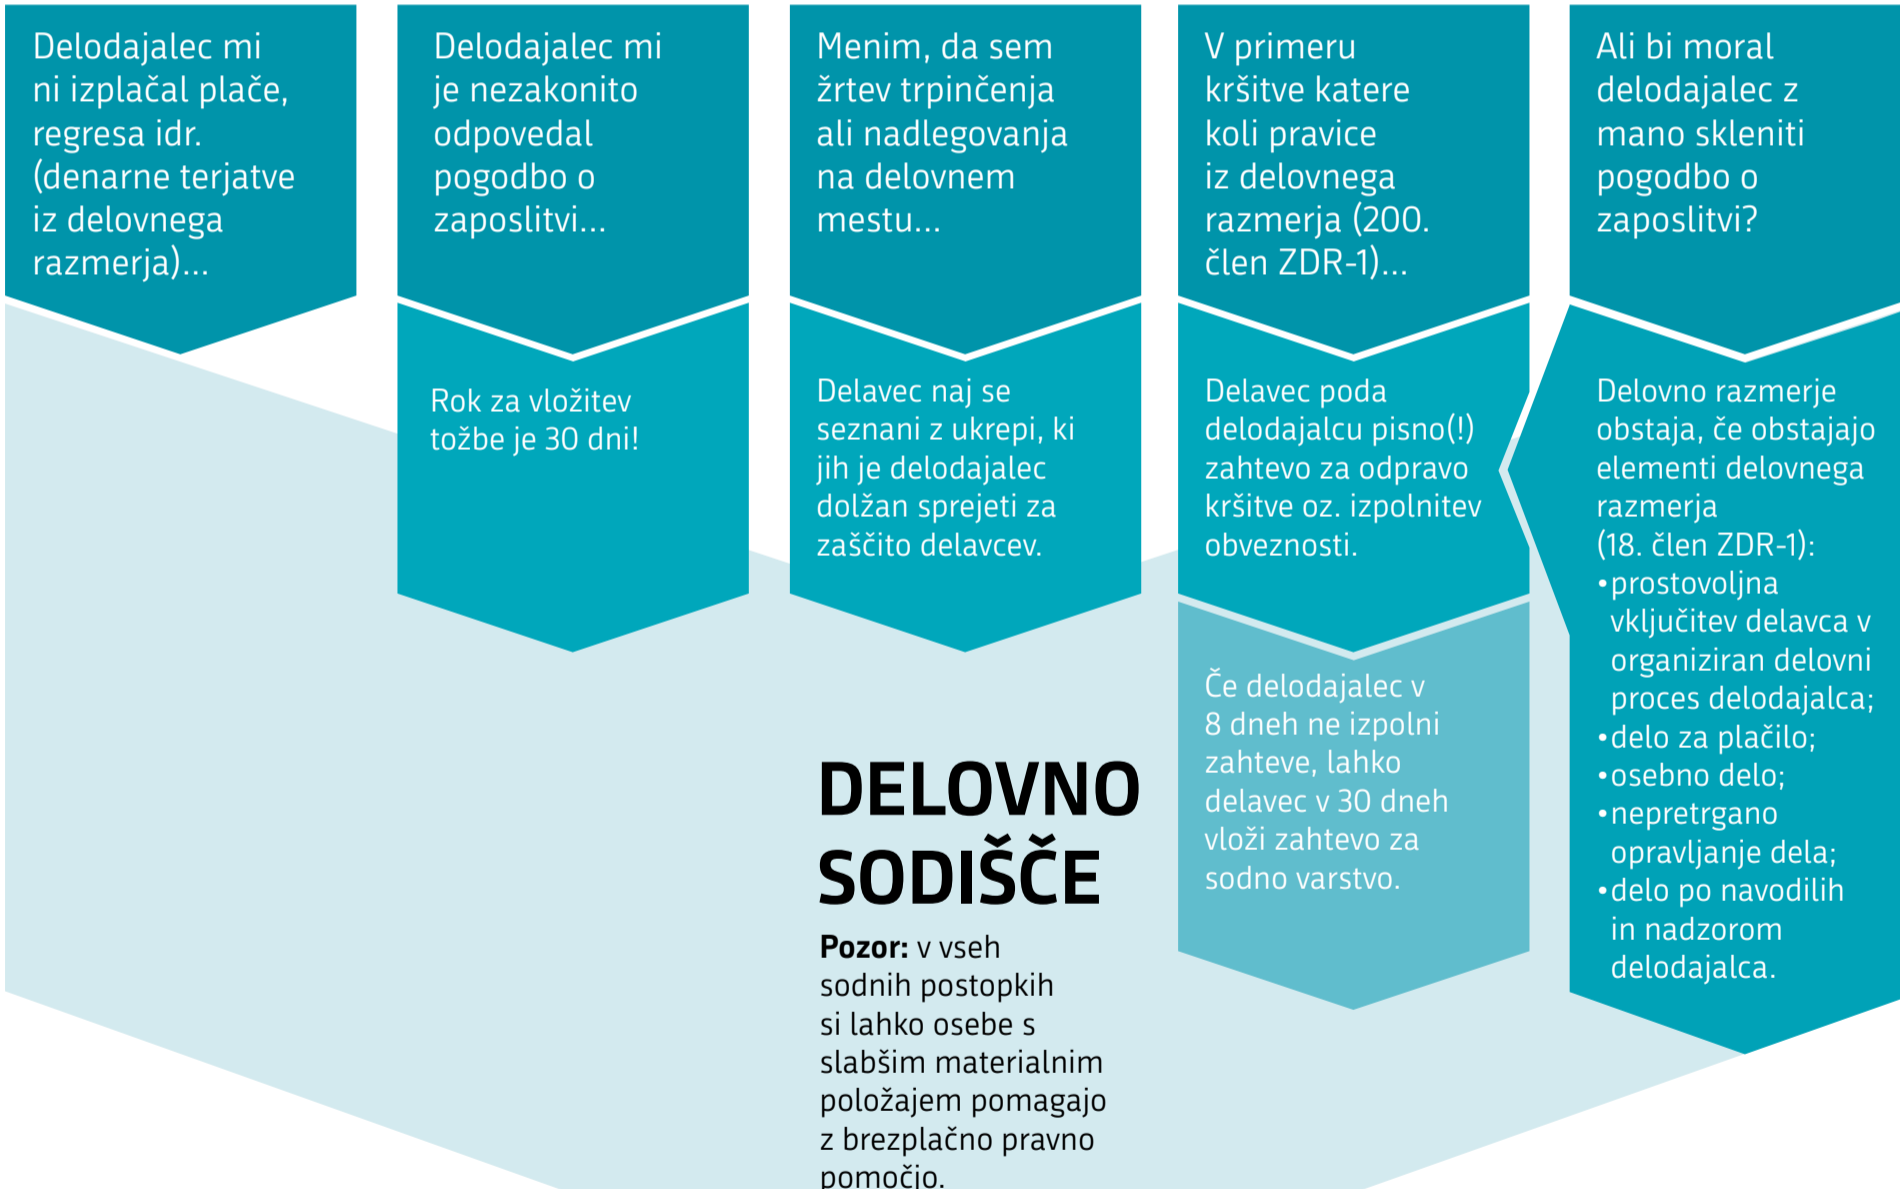 Delodajalec mi
ni izplačal plače,
regresa idr.
(denarne terjatve
iz delovnega
razmerja)...
Delodajalec mi
je nezakonito
odpovedal
pogodbo o
zaposlitvi...
Rok za vložitev
tožbe je 30 dni!
Menim, da sem
žrtev trpinčenja
ali nadlegovanja
na delovnem
mestu...
Delavec naj se
seznani z ukrepi, ki
jih je delodajalec
dolžan sprejeti za
zaščito delavcev.
V primeru
kršitve katere
koli pravice
iz delovnega
razmerja (200.
člen ZDR-1)...
Delavec poda
delodajalcu pisno(!)
zahtevo za odpravo
kršitve oz. izpolnitev
obveznosti.
Če delodajalec v
8 dneh ne izpolni
zahteve, lahko
delavec v 30 dneh
vloži zahtevo za
sodno varstvo.
Ali bi moral
delodajalec z
mano skleniti
pogodbo o
zaposlitvi?
Delovno razmerje
obstaja, če obstajajo
elementi delovnega
razmerja
(18. člen ZDR-1):
•prostovoljna
vključitev delavca v
organiziran delovni
proces delodajalca;
•delo za plačilo;
•osebno delo;
•nepretrgano
opravljanje dela;
•delo po navodilih
in nadzorom
delodajalca.
DELOVNO
SODIŠČE
Pozor: v vseh
sodnih postopkih
si lahko osebe s
slabšim materialnim
položajem pomagajo
z brezplačno pravno
pomočjo.